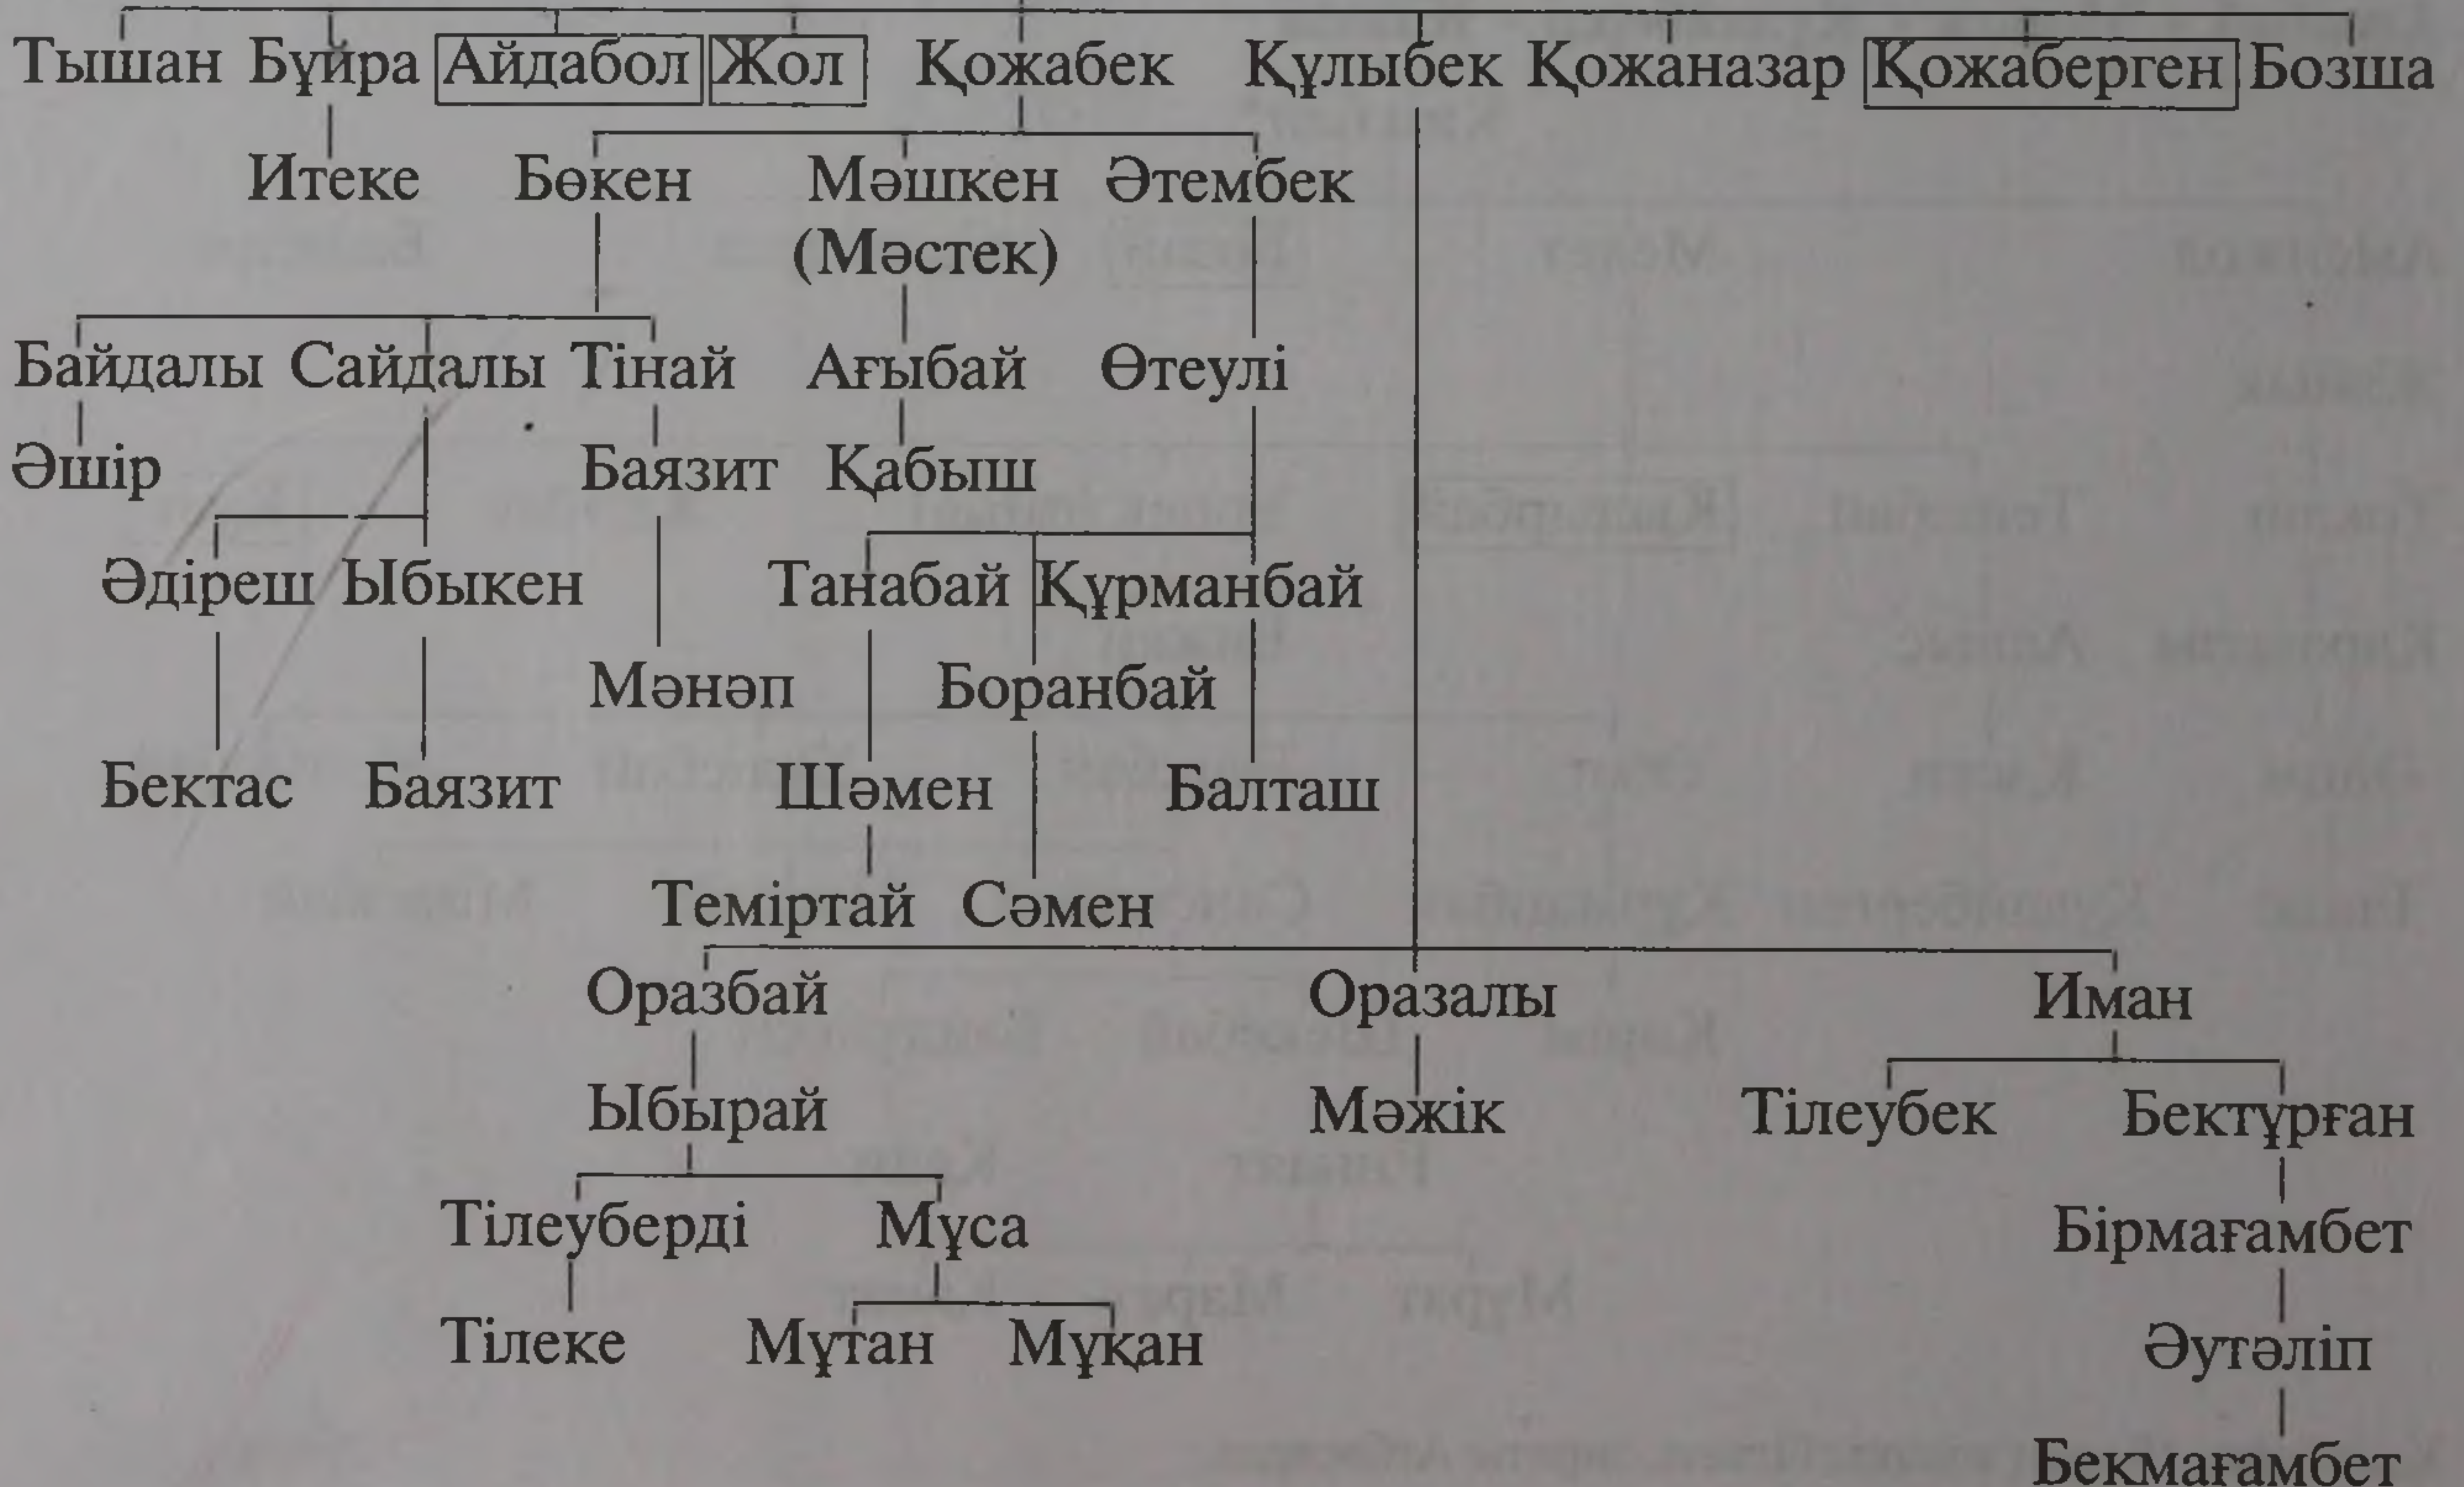 Тышан Бұйра Айдабол Жол Қожабек Құлыбек Қожаназар Қожаберген Бозша
Итеке Бөкен Мәшкен Әтембек
(Мәстек)
Байдалы Сайдалы Тінай Ағыбай Өтеулі
Әшір Баязит Қабыш
Әдіреш Ыбыкен Танабай Құрманбай
Мәнәп Боранбай
Бектас Баязит Шәмен Балташ
Теміртай Сәмен
Оразбай Оразалы Иман
Ыбырай Мәжік Тілеубек Бектұрған
Тілеуберді Мұса Бірмағамбет
Тілеке Мұтан Мұқан Әутәліп
Бекмағамбет